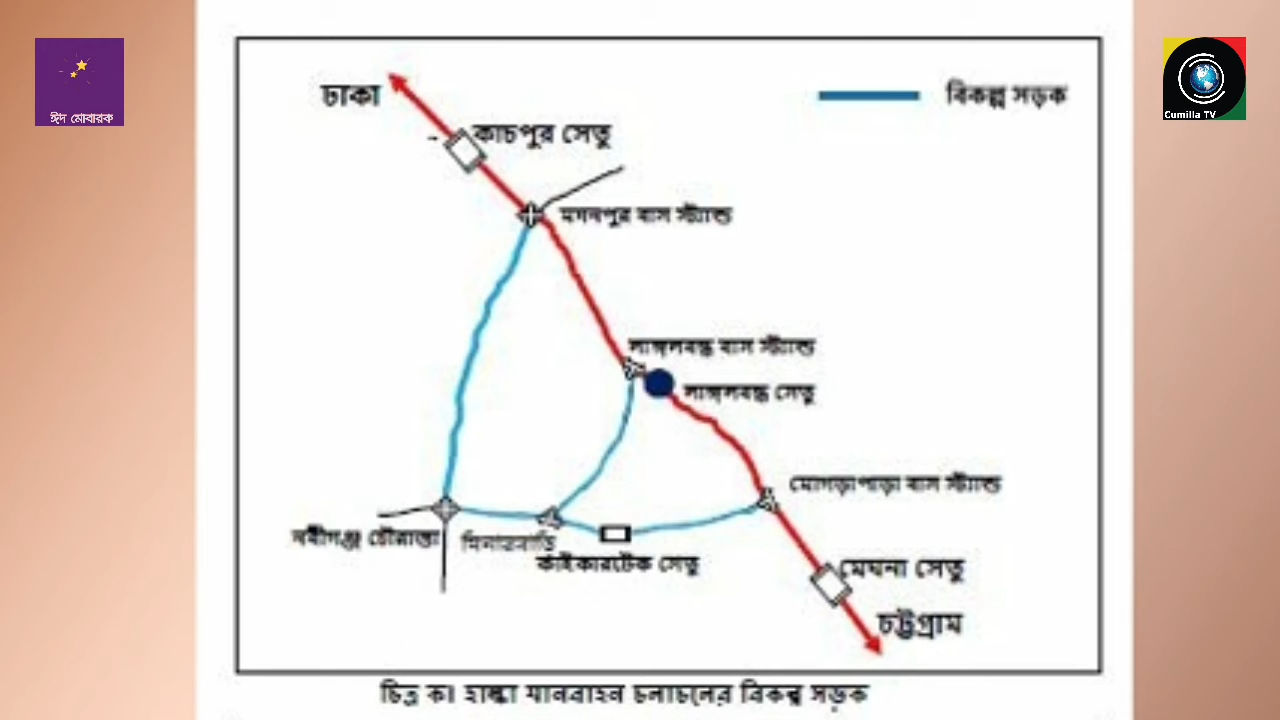 ঈদ মোবারক
Cumilla TV
ঢাকা
বিকল্প সড়ক
কাচপুর সেতু
মদনপুর বাস স্ট্যান্ড
লাঙ্গলবন্ধ বাস স্ট্যান্ড
লাঙ্গলবন্ধ সেতু
মোগড়াপাড়া বাস স্ট্যান্ড
নবীগঞ্জ চৌরাস্তা
মিনারবাড়ি
কাইকারটেক সেতু
মেঘনা সেতু
চট্টগ্রাম
চিত্র ক। হাল্কা যানবাহন চলাচলের বিকল্প সড়ক